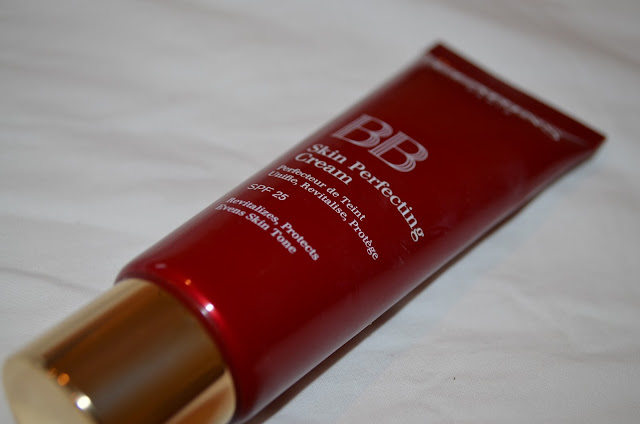 BB
Skin Perfecting
Cream
Perfecteur de Teint
Unifie, Revitalise, Protège
SPF 25
Revitalizes, Protects
Evens Skin Tone